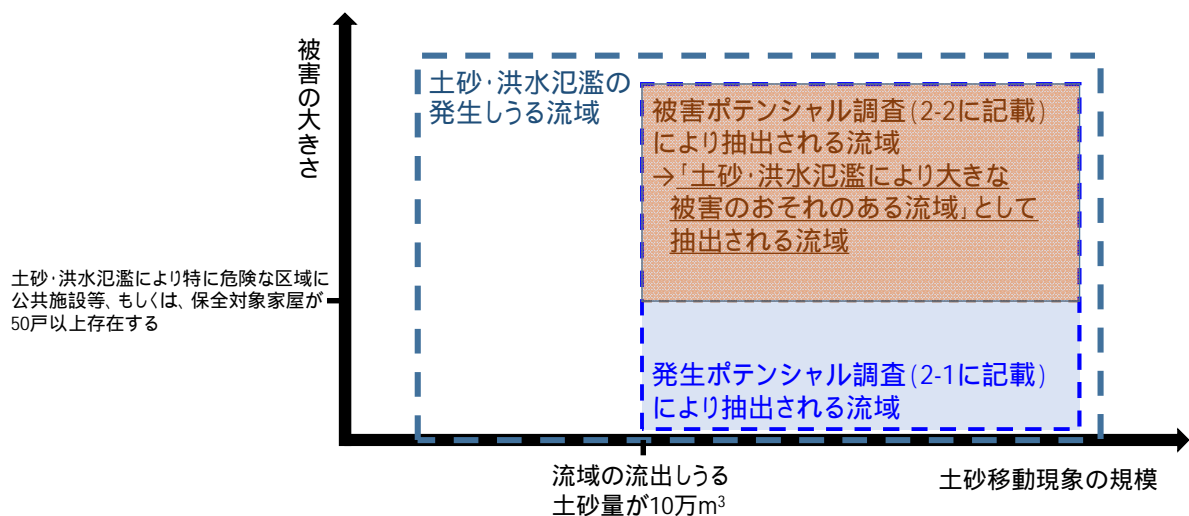 被害の大きさ
土砂・洪水氾濫の
発生しうる流域
被害ポテンシャル調査(2-2に記載)
により抽出される流域
→「土砂・洪水氾濫により大きな
被害のおそれのある流域」として
抽出される流域
土砂・洪水氾濫により特に危険な区域に
公共施設等、もしくは、保全対象家屋が
50戸以上存在する
発生ポテンシャル調査(2-1に記載)
により抽出される流域
流域の流出しうる
土砂量が10万m³
土砂移動現象の規模